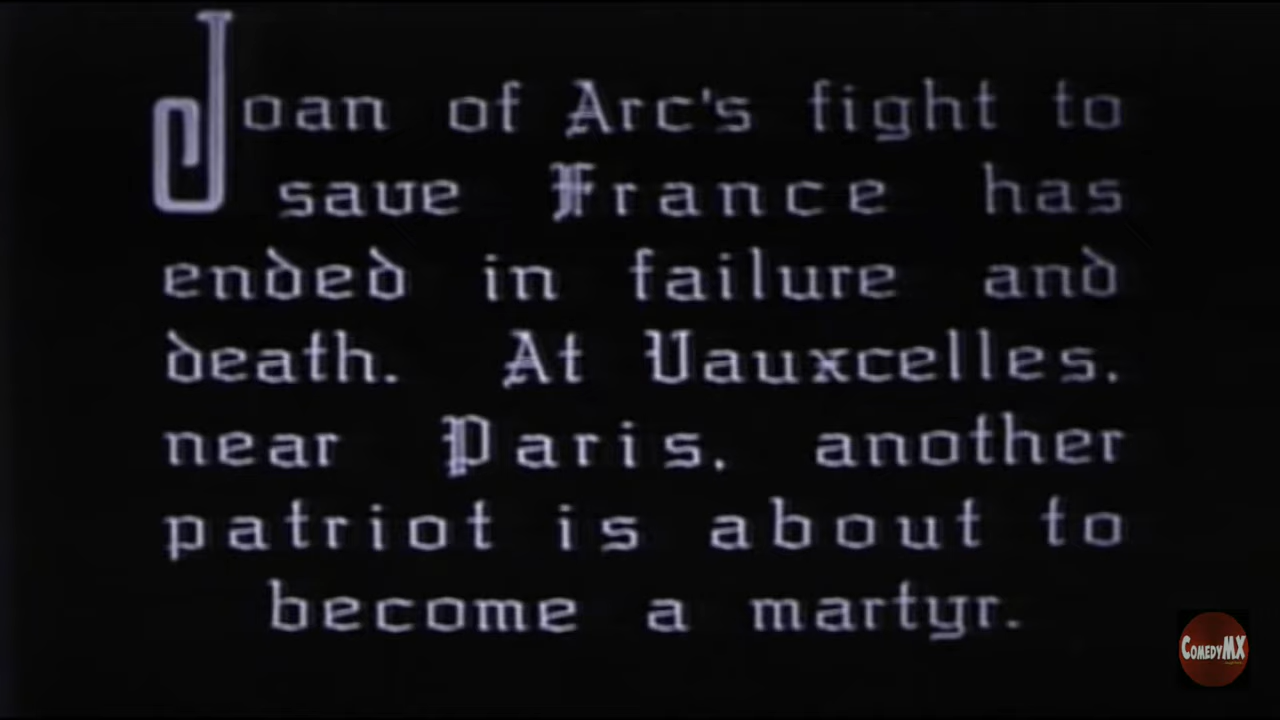 Joan of Arc's fight to
save France has
ended in failure and
death. At Vauxcelles,
near Paris, another
patriot is about to
become a martyr.
COMEDYMX